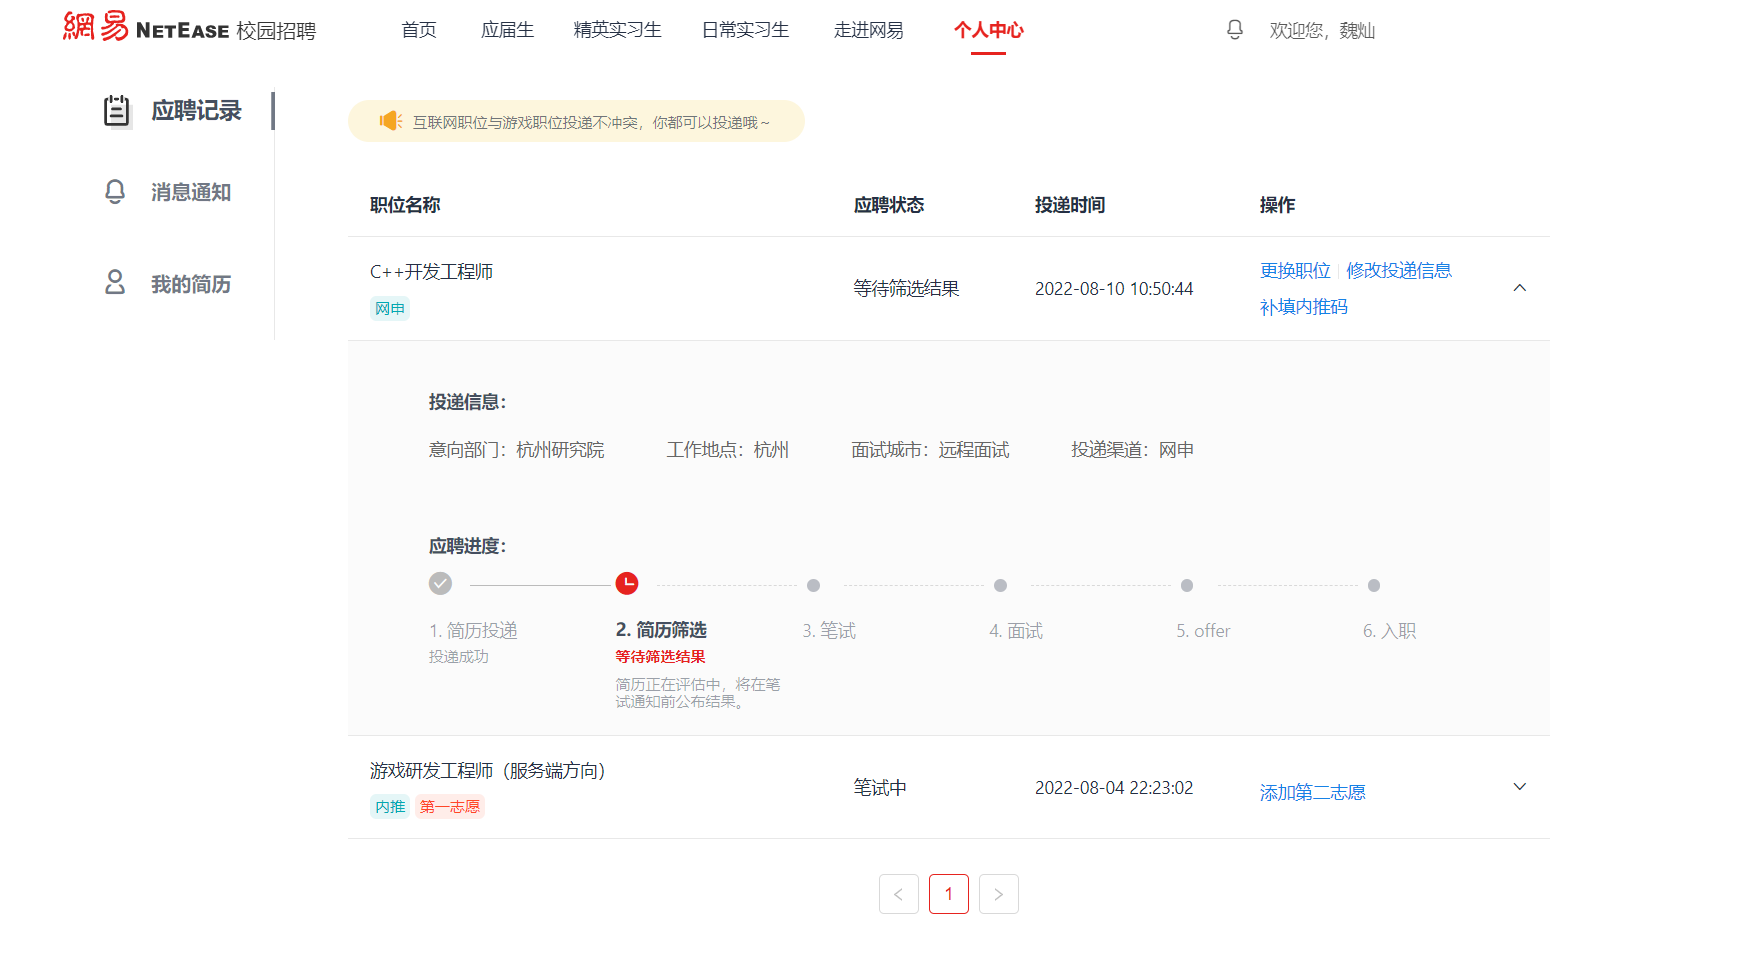 網易 NETEASE 校园招聘 首页 应届生 精英实习生 日常实习生 走进网易 个人中心 欢迎您，魏灿
应聘记录
消息通知
我的简历
互联网职位与游戏职位投递不冲突，你都可以投递哦~
职位名称 应聘状态 投递时间 操作
C++开发工程师
网申
等待筛选结果 2022-08-10 10:50:44
更换职位 修改投递信息
补填内推码
投递信息：
意向部门：杭州研究院 工作地点：杭州 面试城市：远程面试 投递渠道：网申
应聘进度：
1. 简历投递
投递成功
2. 简历筛选
等待筛选结果
简历正在评估中，将在笔
试通知前公布结果。
3. 笔试
4. 面试
5. offer
6. 入职
游戏研发工程师（服务端方向）
内推 第一志愿
笔试中 2022-08-04 22:23:02 添加第二志愿
< 1 >